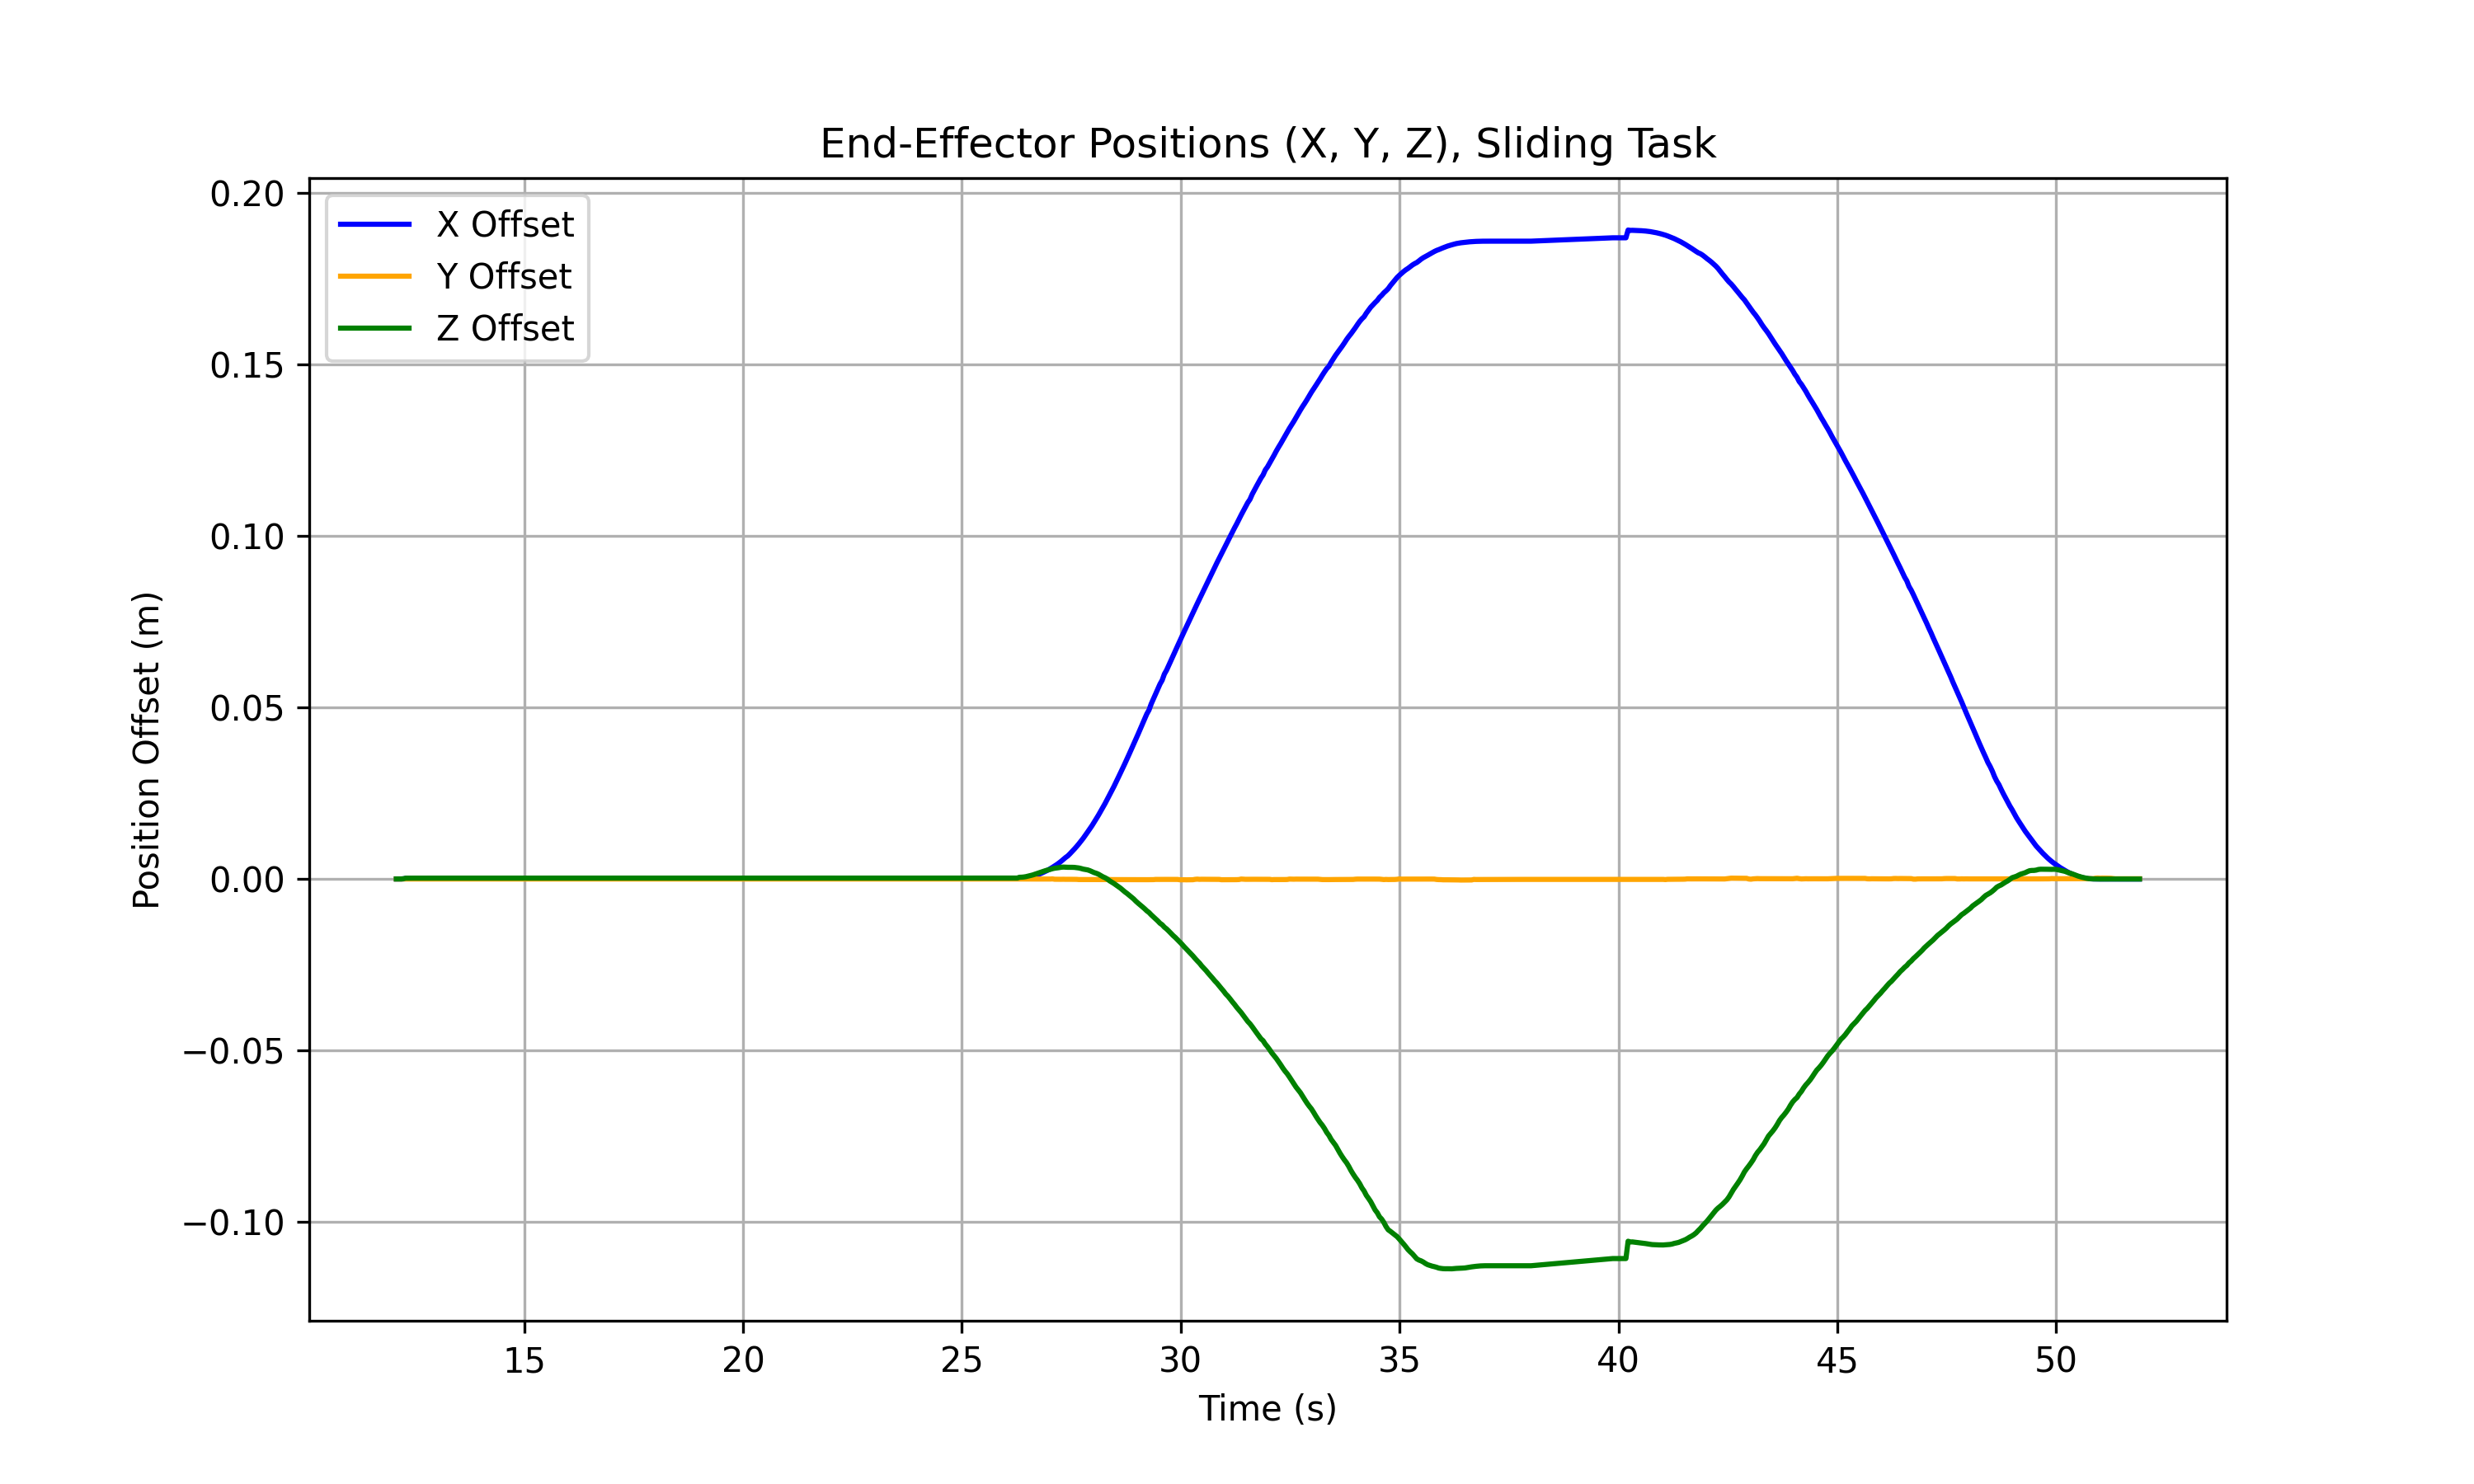 End-Effector Positions (X, Y, Z), Sliding Task
X Offset
Y Offset
Z Offset
Position Offset (m)
0.20
0.15
0.10
0.05
0.00
−0.05
−0.10
15 20 25 30 35 40 45 50
Time (s)